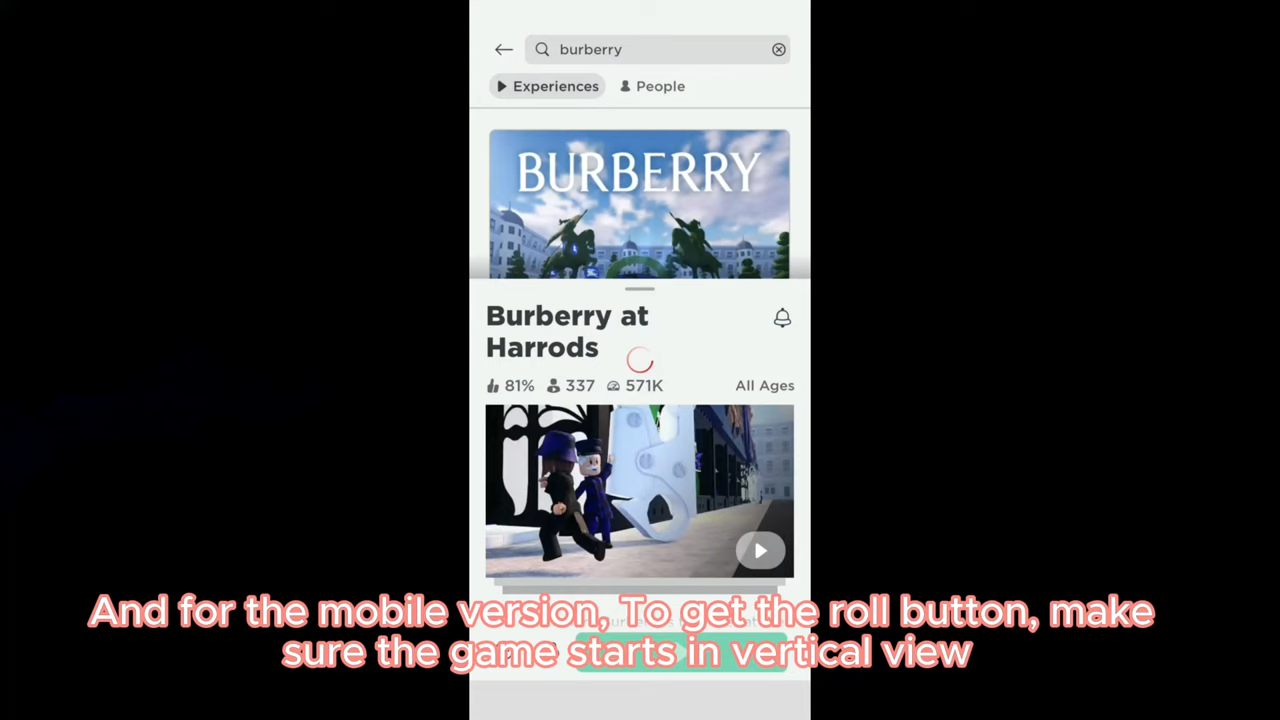 burberry
Experiences
People
BURBERRY
Burberry at
Harrods
81%
337
571K
All Ages
And for the mobile version, To get the roll button, make
sure the game starts in vertical view